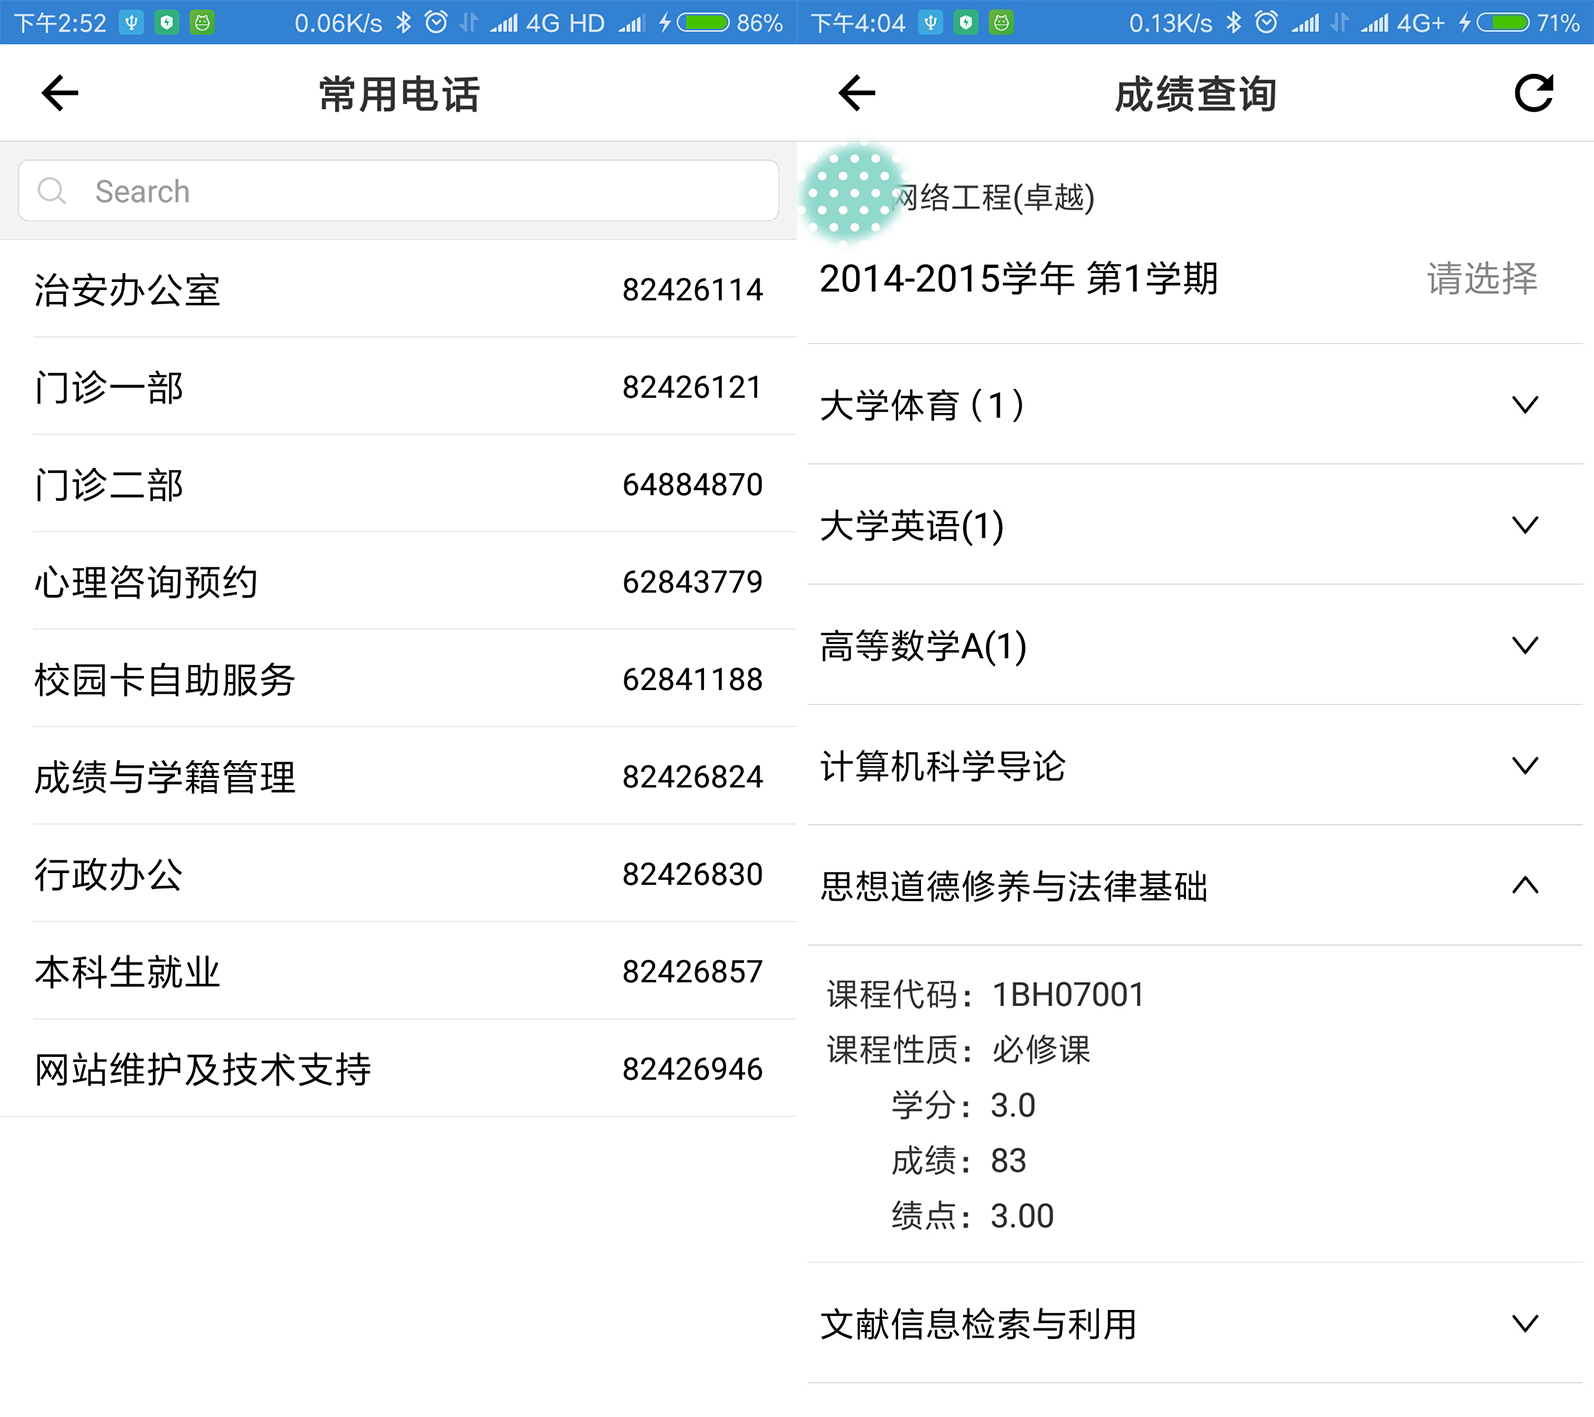 下午2:52 0.06K/s 4G HD 86%
常用电话
Search
治安办公室 82426114
门诊一部 82426121
门诊二部 64884870
心理咨询预约 62843779
校园卡自助服务 62841188
成绩与学籍管理 82426824
行政办公 82426830
本科生就业 82426857
网站维护及技术支持 82426946
下午4:04 0.13K/s 4G+ 71%
成绩查询
网络工程(卓越)
2014-2015学年 第1学期 请选择
大学体育（1）
大学英语(1)
高等数学A(1)
计算机科学导论
思想道德修养与法律基础
课程代码：1BH07001
课程性质：必修课
学分：3.0
成绩：83
绩点：3.00
文献信息检索与利用